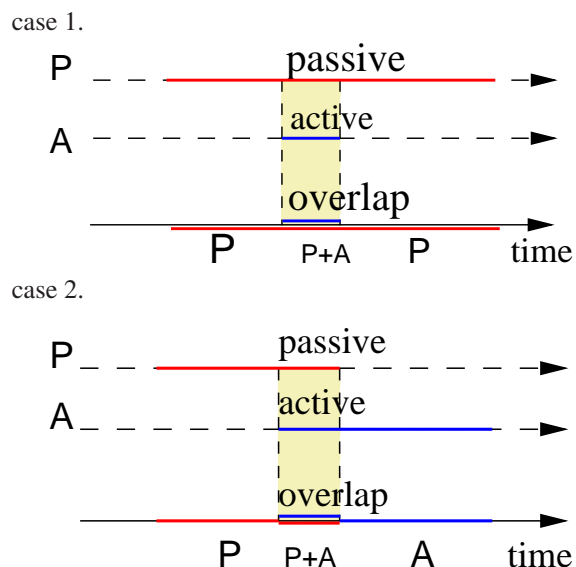 case 1.
P
passive
active
A
overlap
P P+A P time
case 2.
P passive
active
A
overlap
P P+A A time